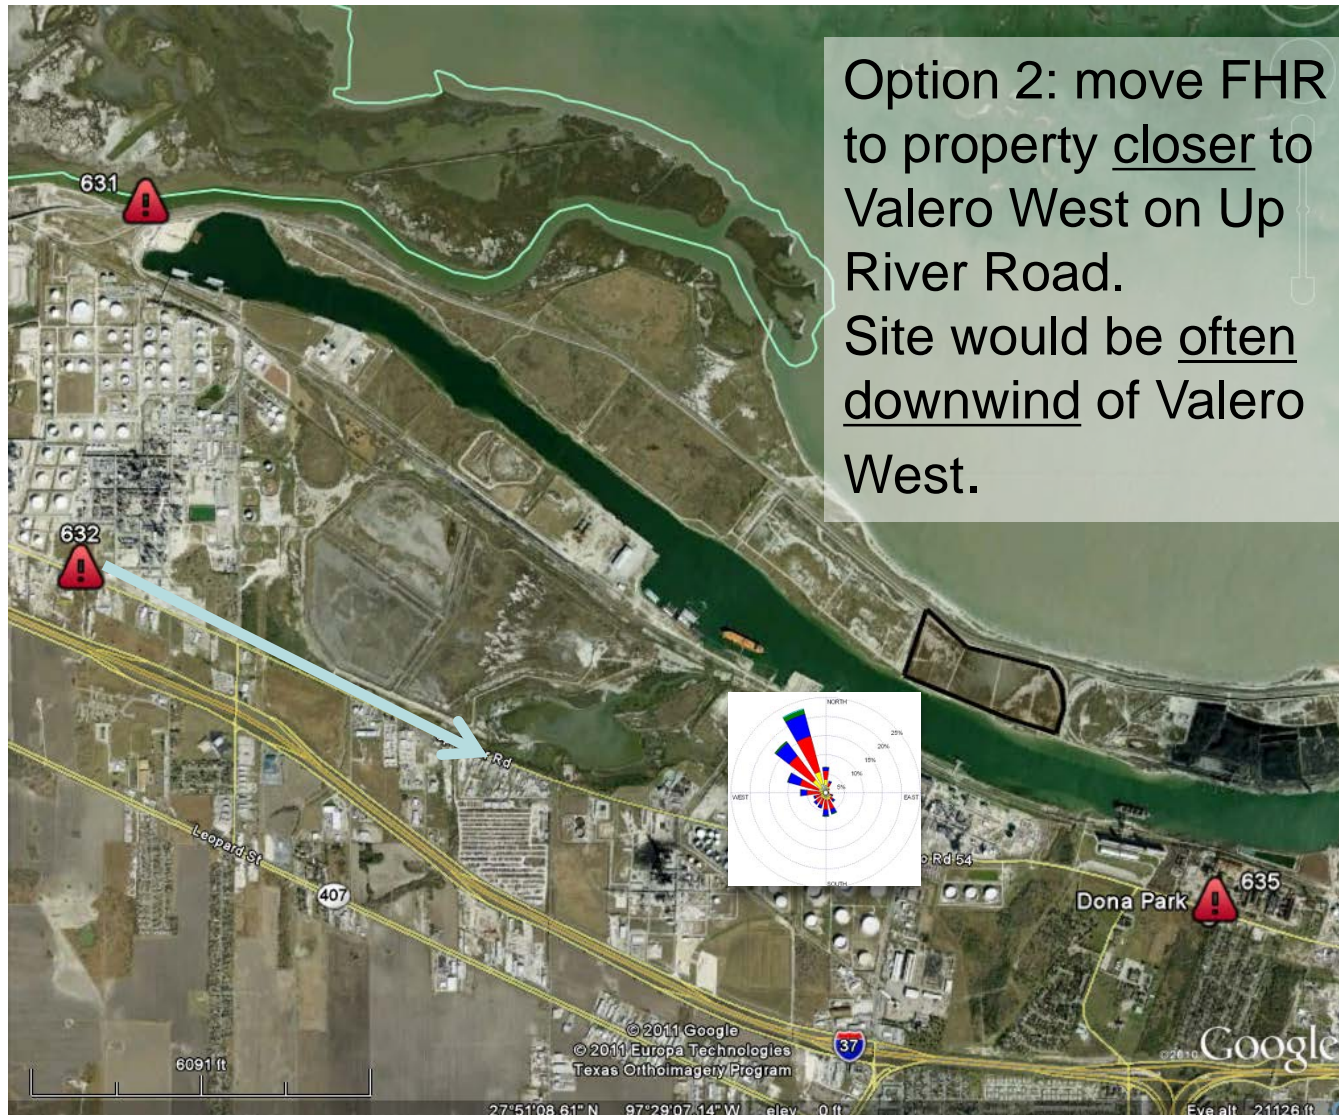 Option 2: move FHR
to property closer to
Valero West on Up
River Road.
Site would be often
downwind of Valero
West.
631
632
Rd
NORTH
25%
20%
15%
10%
5%
WEST
EAST
SOUTH
Leopard St
407
Rd 54
Dona Park
635
37
© 2011 Google
© 2011 Europa Technologies
Texas Orthoimagery Program
©2010 Google
6091 ft
27°51'08.61" N 97°29'07.14" W elev 0 ft
Eye alt 21126 ft